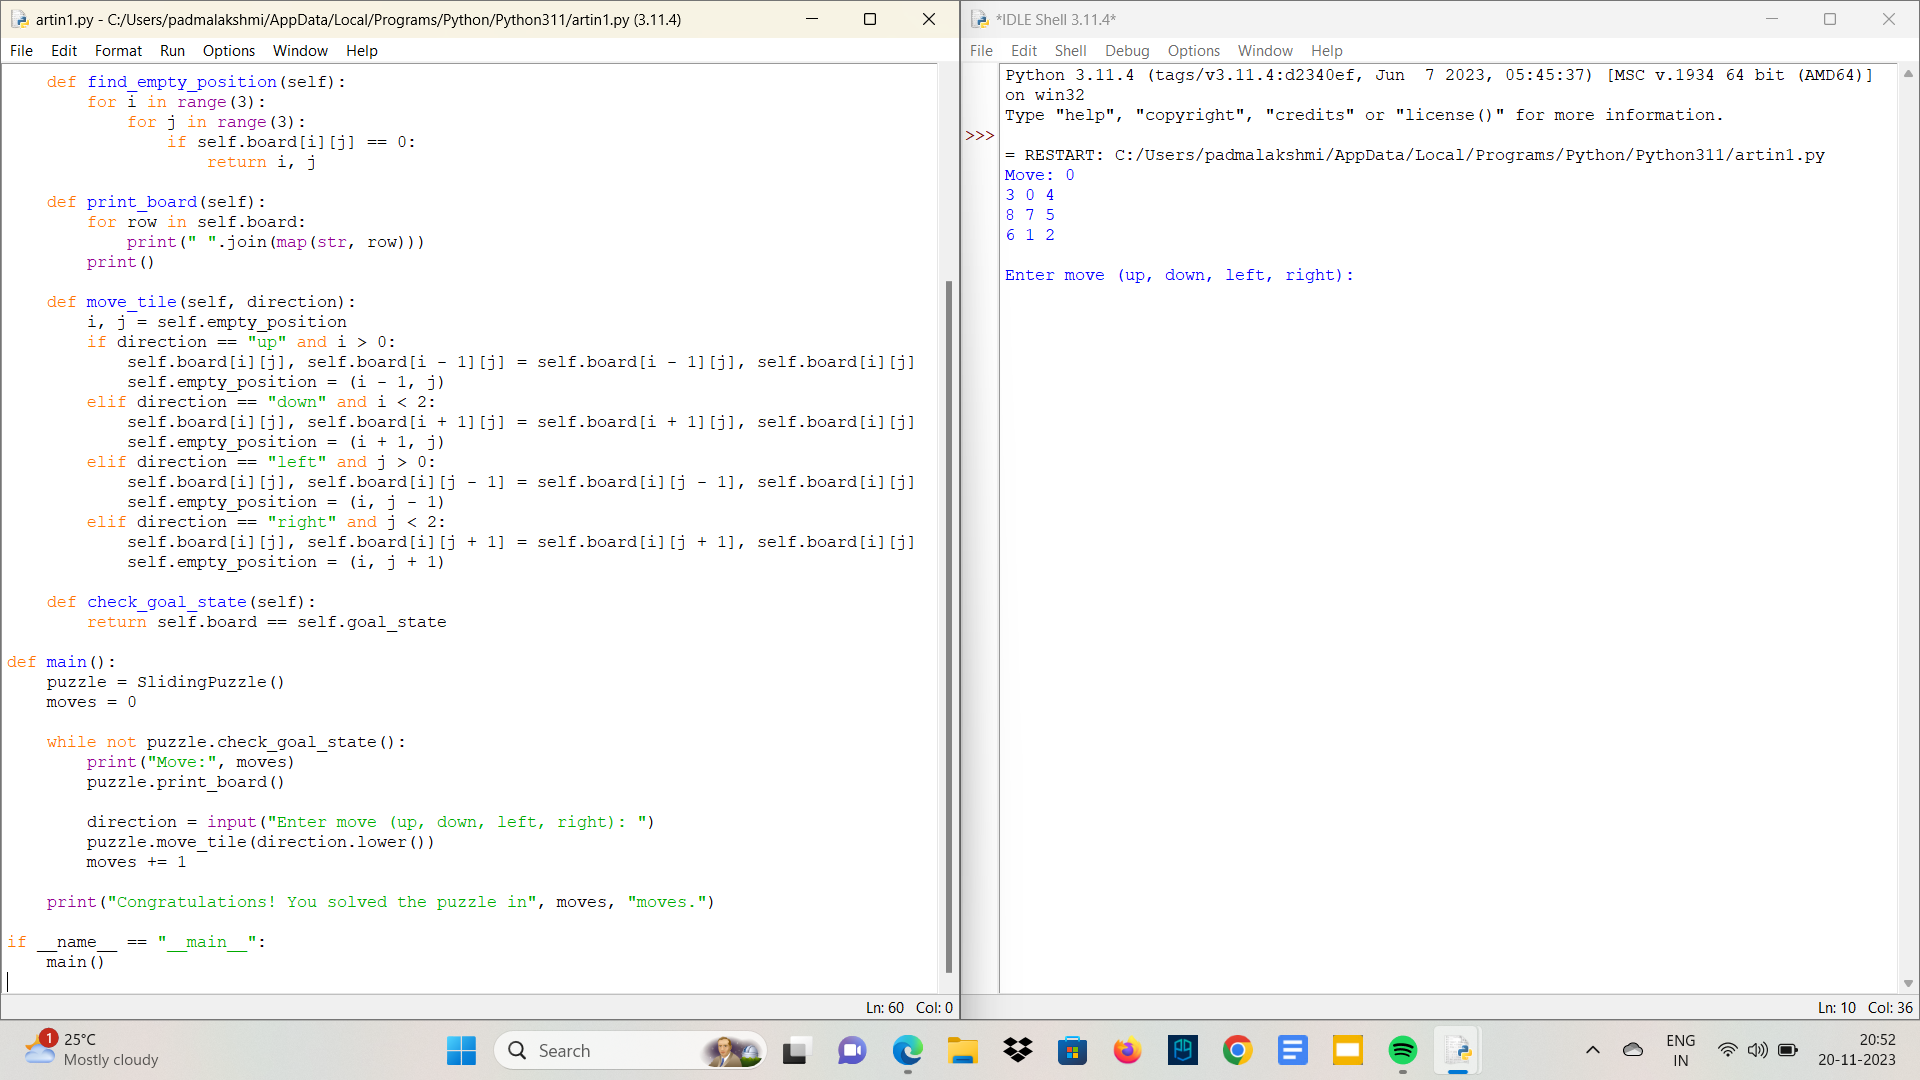 artin1.py - C:/Users/padmalakshmi/AppData/Local/Programs/Python/Python311/artin1.py (3.11.4)
File Edit Format Run Options Window Help
    def find_empty_position(self):
        for i in range(3):
            for j in range(3):
                if self.board[i][j] == 0:
                    return i, j

    def print_board(self):
        for row in self.board:
            print(" ".join(map(str, row)))
        print()

    def move_tile(self, direction):
        i, j = self.empty_position
        if direction == "up" and i > 0:
            self.board[i][j], self.board[i - 1][j] = self.board[i - 1][j], self.board[i][j]
            self.empty_position = (i - 1, j)
        elif direction == "down" and i < 2:
            self.board[i][j], self.board[i + 1][j] = self.board[i + 1][j], self.board[i][j]
            self.empty_position = (i + 1, j)
        elif direction == "left" and j > 0:
            self.board[i][j], self.board[i][j - 1] = self.board[i][j - 1], self.board[i][j]
            self.empty_position = (i, j - 1)
        elif direction == "right" and j < 2:
            self.board[i][j], self.board[i][j + 1] = self.board[i][j + 1], self.board[i][j]
            self.empty_position = (i, j + 1)

    def check_goal_state(self):
        return self.board == self.goal_state

def main():
    puzzle = SlidingPuzzle()
    moves = 0

    while not puzzle.check_goal_state():
        print("Move:", moves)
        puzzle.print_board()

        direction = input("Enter move (up, down, left, right): ")
        puzzle.move_tile(direction.lower())
        moves += 1

    print("Congratulations! You solved the puzzle in", moves, "moves.")

if __name__ == "__main__":
    main()
Ln: 60 Col: 0
*IDLE Shell 3.11.4*
File Edit Shell Debug Options Window Help
Python 3.11.4 (tags/v3.11.4:d2340ef, Jun  7 2023, 05:45:37) [MSC v.1934 64 bit (AMD64)]
on win32
Type "help", "copyright", "credits" or "license()" for more information.
>>>
= RESTART: C:/Users/padmalakshmi/AppData/Local/Programs/Python/Python311/artin1.py
Move: 0
3 0 4
8 7 5
6 1 2

Enter move (up, down, left, right):
Ln: 10 Col: 36
1
25°C
Mostly cloudy
Search
ENG
IN
20:52
20-11-2023